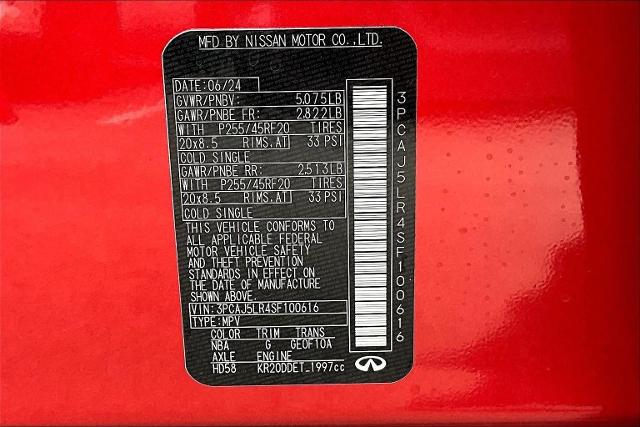 MFD BY NISSAN MOTOR CO.,LTD.
DATE: 06/24
GVWR/PNBV: 5,075LB
GAWR/PNBE FR: 2,822LB
WITH P255/45RF20 TIRES
20x8.5 RIMS.AT 33 PSI
COLD SINGLE
GAWR/PNBE RR: 2,513LB
WITH P255/45RF20 TIRES
20x8.5 RIMS.AT 33 PSI
COLD SINGLE
THIS VEHICLE CONFORMS TO
ALL APPLICABLE FEDERAL
MOTOR VEHICLE SAFETY
AND THEFT PREVENTION
STANDARDS IN EFFECT ON
THE DATE OF MANUFACTURE
SHOWN ABOVE.
VIN: 3PCAJ5LR4SF100616
TYPE: MPV
COLOR TRIM TRANS
NBA G GE0F10A
AXLE ENGINE
HD58 KR20DDET_1997cc
3PCAJ5LR4SF100616